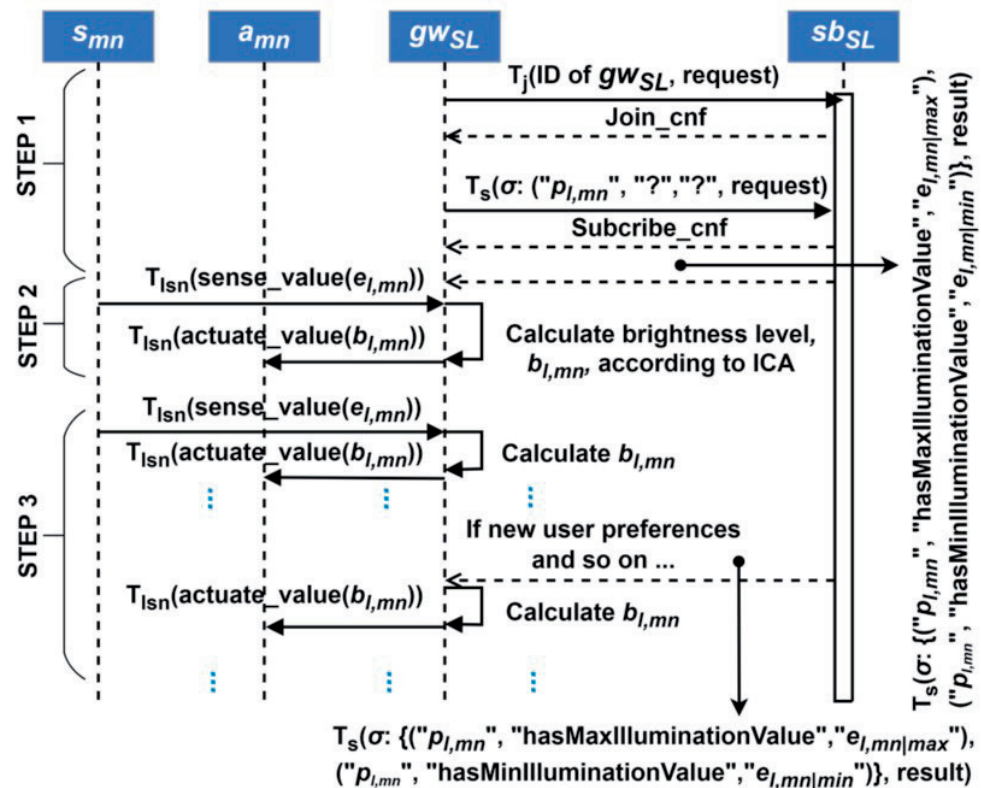 s_mn a_mn gw_SL sb_SL
STEP 1
T_j(ID of gw_SL, request)
Join_cnf
T_s(σ: ("p_l,mn", "?","?", request)
Subcribe_cnf
STEP 2
T_lsn(sense_value(e_l,mn))
T_lsn(actuate_value(b_l,mn))
Calculate brightness level,
b_l,mn, according to ICA
STEP 3
T_lsn(sense_value(e_l,mn))
T_lsn(actuate_value(b_l,mn))
Calculate b_l,mn
If new user preferences
and so on ...
T_lsn(actuate_value(b_l,mn))
Calculate b_l,mn
T_s(σ: {("p_l,mn", "hasMaxIlluminationValue","e_l,mn|max"),
("p_l,mn", "hasMinIlluminationValue","e_l,mn|min")}, result)
T_s(σ: {("p_l,mn", "hasMaxIlluminationValue","e_l,mn|max"),
("p_l,mn", "hasMinIlluminationValue","e_l,mn|min")}, result)